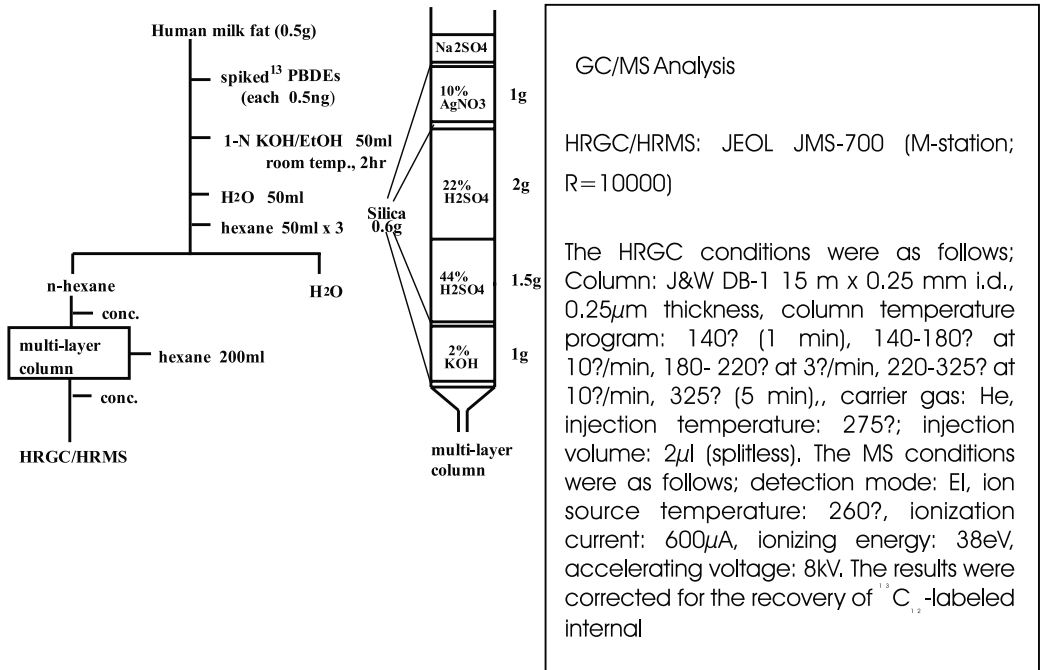 Human milk fat (0.5g)
spiked13 PBDEs
(each 0.5ng)
1-N KOH/EtOH 50ml
room temp., 2hr
H2O 50ml
hexane 50ml x 3
n-hexane
H2O
conc.
multi-layer
column
hexane 200ml
conc.
HRGC/HRMS
Na2SO4
10%
AgNO3
1g
22%
H2SO4
2g
Silica
0.6g
44%
H2SO4
1.5g
2%
KOH
1g
multi-layer
column
GC/MS Analysis
HRGC/HRMS: JEOL JMS-700 (M-station;
R=10000)
The HRGC conditions were as follows;
Column: J&W DB-1 15 m x 0.25 mm i.d.,
0.25µm thickness, column temperature
program: 140? (1 min), 140-180? at
10?/min, 180- 220? at 3?/min, 220-325? at
10?/min, 325? (5 min),, carrier gas: He,
injection temperature: 275?; injection
volume: 2µl (splitless). The MS conditions
were as follows; detection mode: EI, ion
source temperature: 260?, ionization
current: 600µA, ionizing energy: 38eV,
accelerating voltage: 8kV. The results were
corrected for the recovery of 13C12-labeled
internal